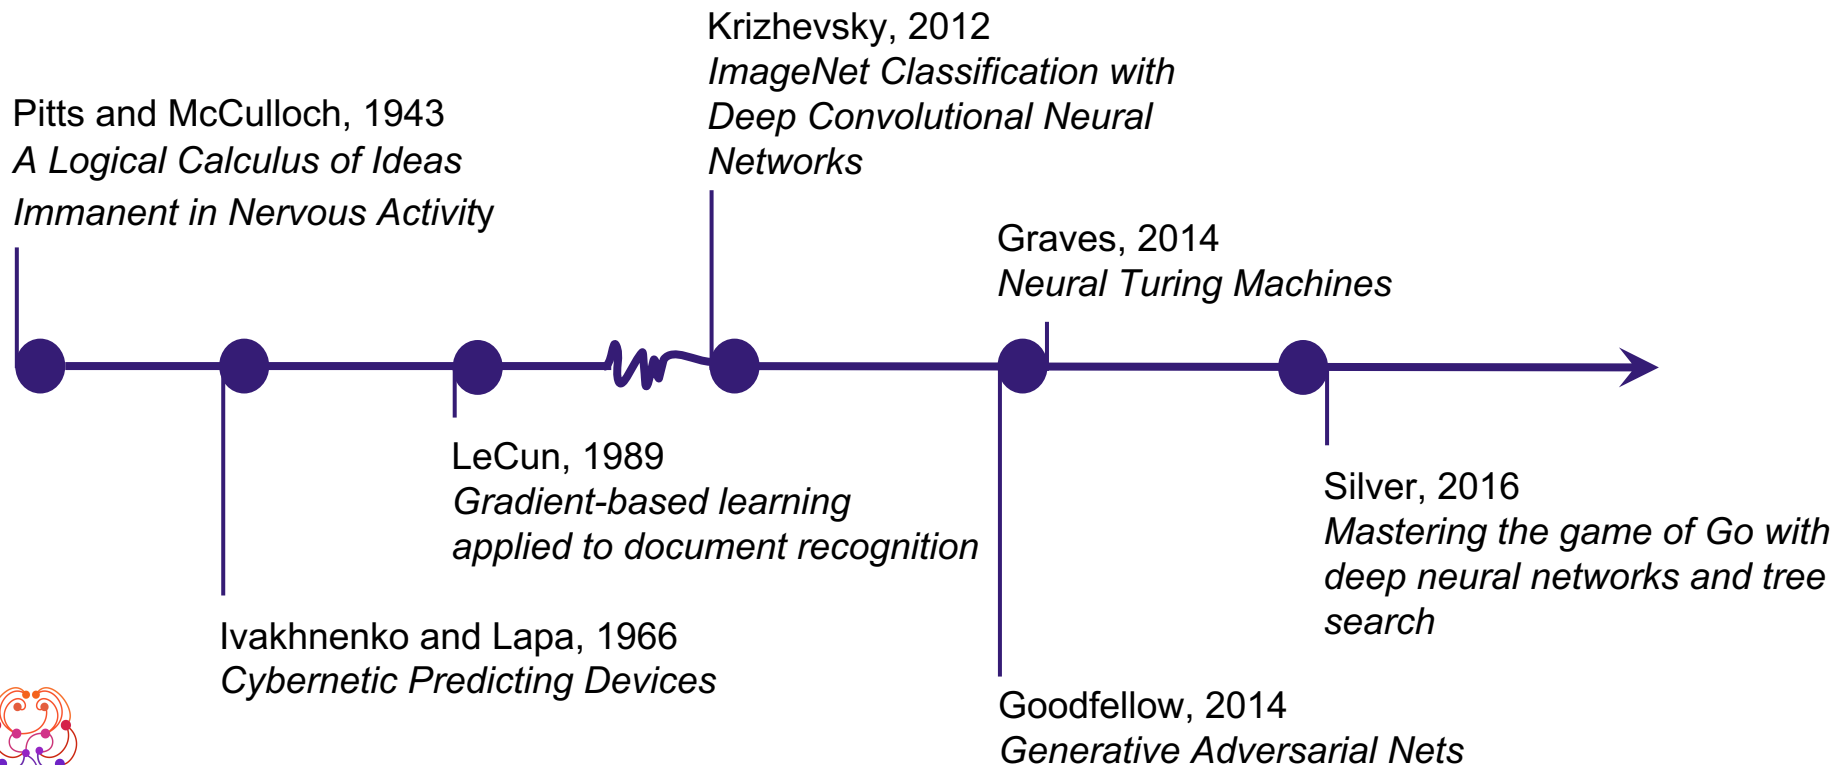 Pitts and McCulloch, 1943
A Logical Calculus of Ideas
Immanent in Nervous Activity
Ivakhnenko and Lapa, 1966
Cybernetic Predicting Devices
LeCun, 1989
Gradient-based learning
applied to document recognition
Krizhevsky, 2012
ImageNet Classification with
Deep Convolutional Neural
Networks
Graves, 2014
Neural Turing Machines
Goodfellow, 2014
Generative Adversarial Nets
Silver, 2016
Mastering the game of Go with
deep neural networks and tree
search